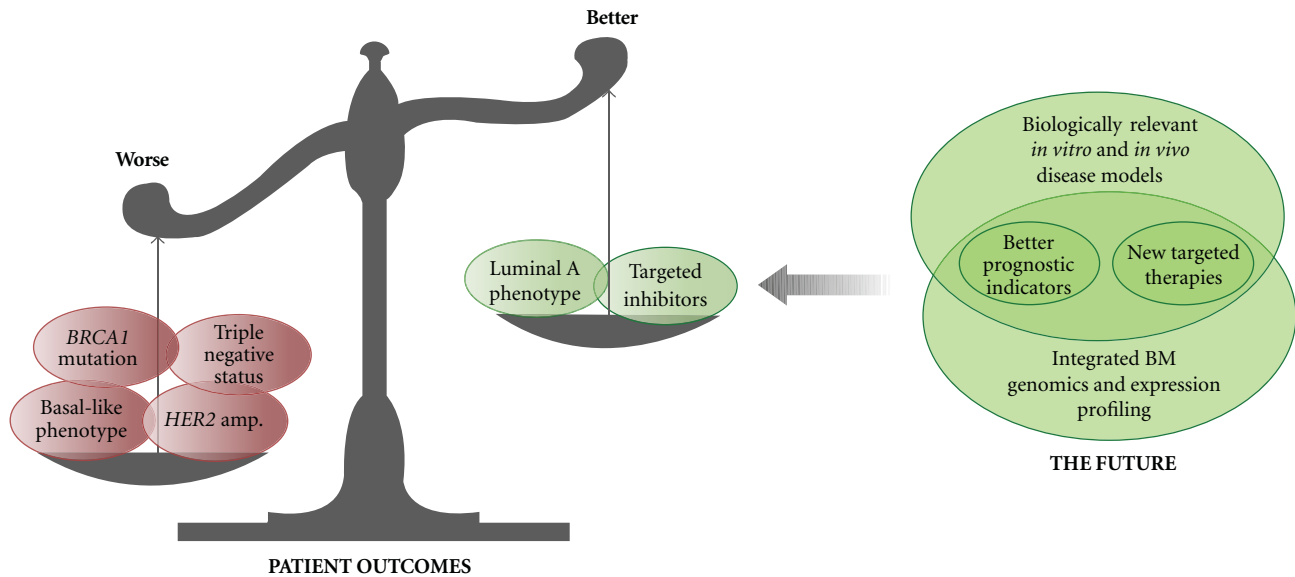 Better
Worse
BRCA1
mutation
Triple
negative
status
Basal-like
phenotype
HER2 amp.
Luminal A
phenotype
Targeted
inhibitors
PATIENT OUTCOMES
Biologically relevant
in vitro and in vivo
disease models
Better
prognostic
indicators
New targeted
therapies
Integrated BM
genomics and expression
profiling
THE FUTURE